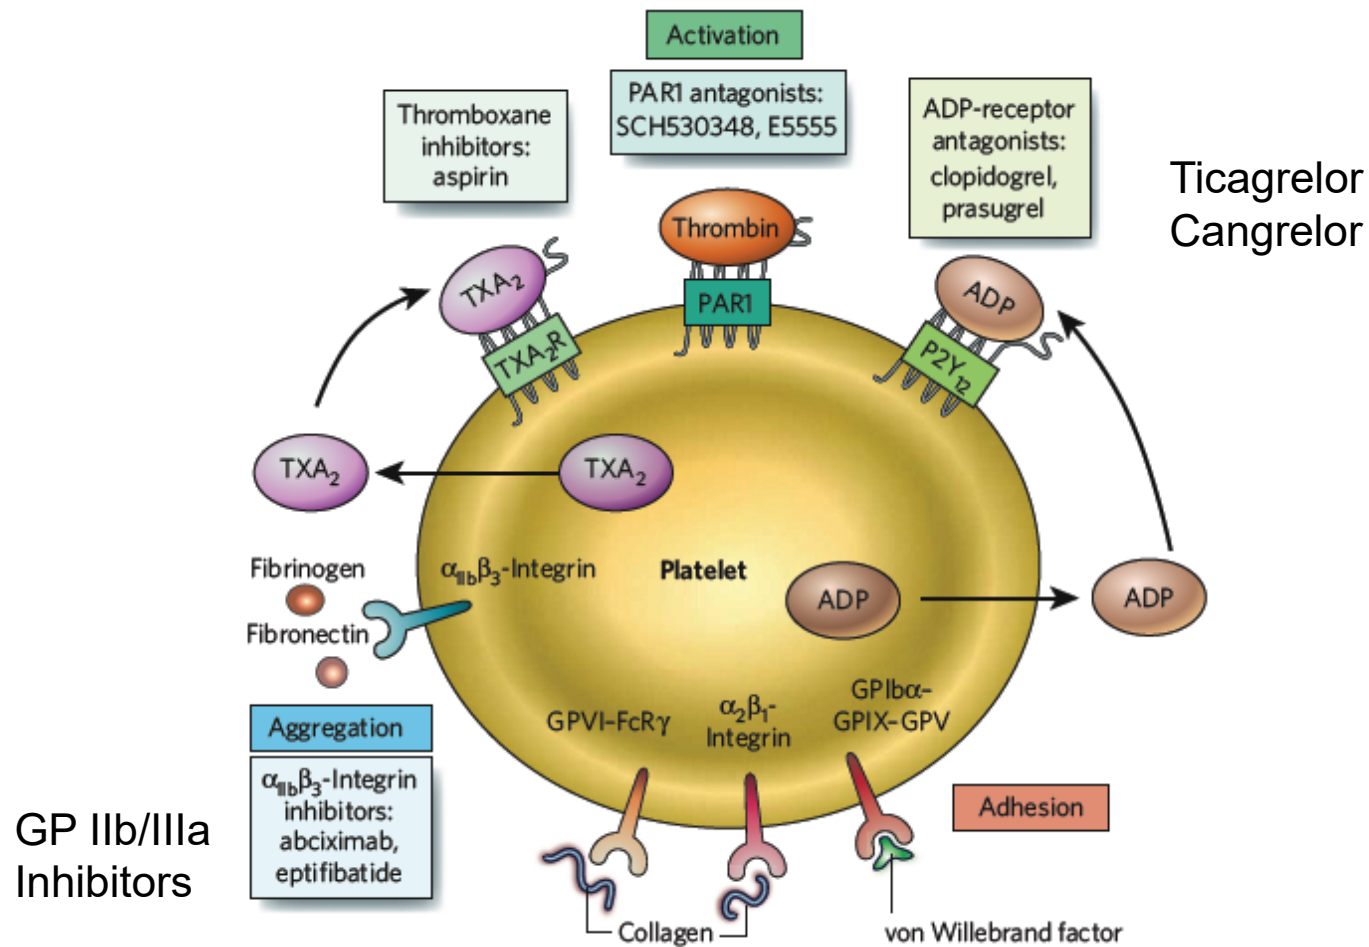 Activation
PAR1 antagonists:
SCH530348, E5555
Thromboxane
inhibitors:
aspirin
ADP-receptor
antagonists:
clopidogrel,
prasugrel
Ticagrelor
Cangrelor
Thrombin
PAR1
TXA₂
TXA₂R
ADP
P2Y₁₂
TXA₂
TXA₂
Fibrinogen
Fibronectin
αIIbβ₃-Integrin
Platelet
ADP
ADP
GPVI–FcRγ
α₂β₁-
Integrin
GPIbα–
GPIX–GPV
Aggregation
αIIbβ₃-Integrin
inhibitors:
abciximab,
eptifibatide
GP IIb/IIIa
Inhibitors
Adhesion
Collagen
von Willebrand factor